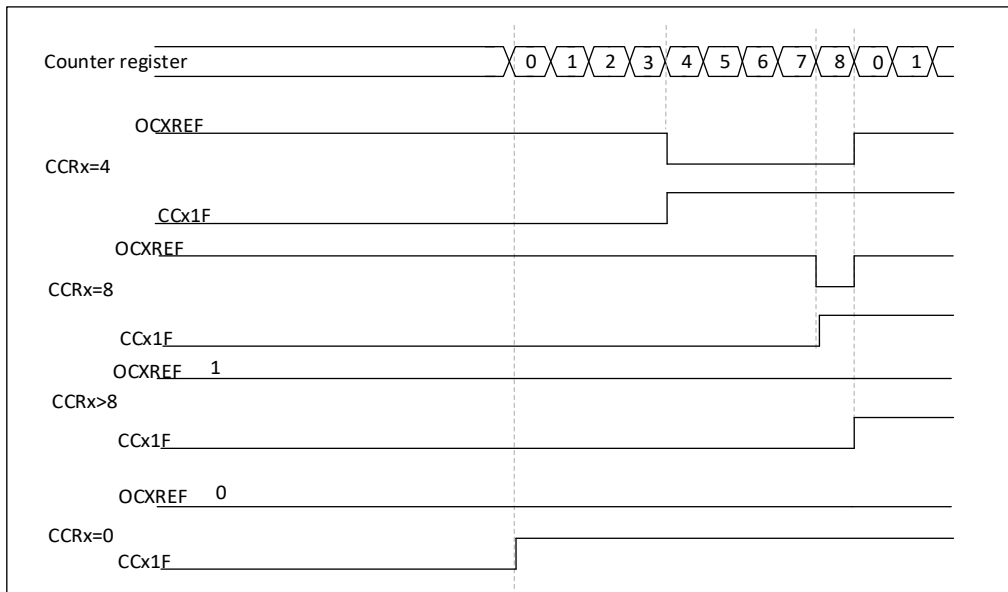 Counter register 0 1 2 3 4 5 6 7 8 0 1
OCXREF
CCRx=4
CCx1F
OCXREF
CCRx=8
CCx1F
OCXREF 1
CCRx>8
CCx1F
OCXREF 0
CCRx=0
CCx1F